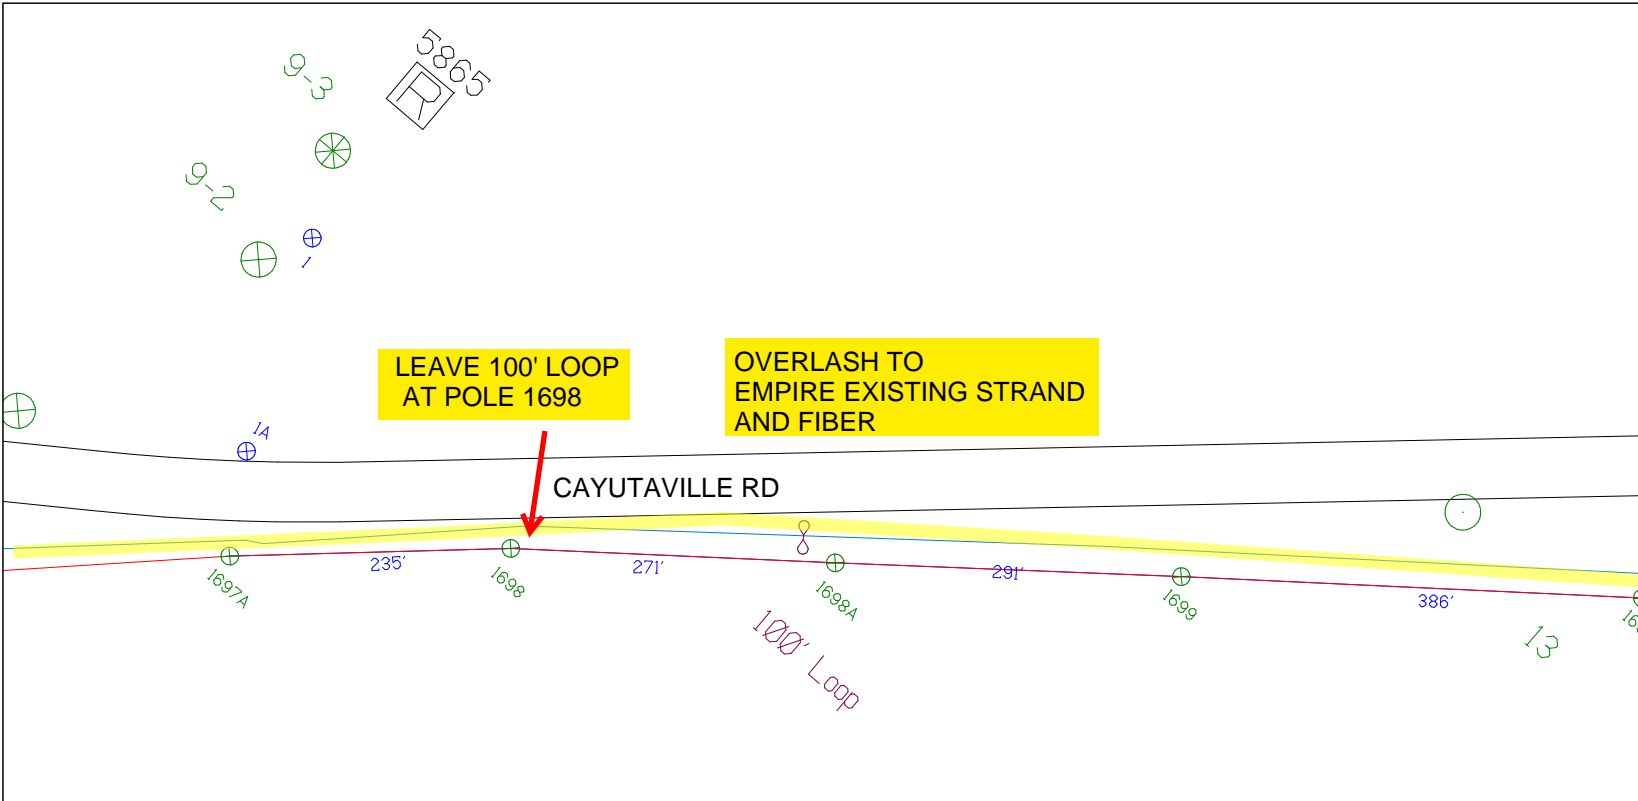 5865
R
9-3
9-2
1
LEAVE 100' LOOP
AT POLE 1698
OVERLASH TO
EMPIRE EXISTING STRAND
AND FIBER
1A
CAYUTAVILLE RD
235'
271'
291'
386'
1697A
1698
1698A
1699
100' Loop
13